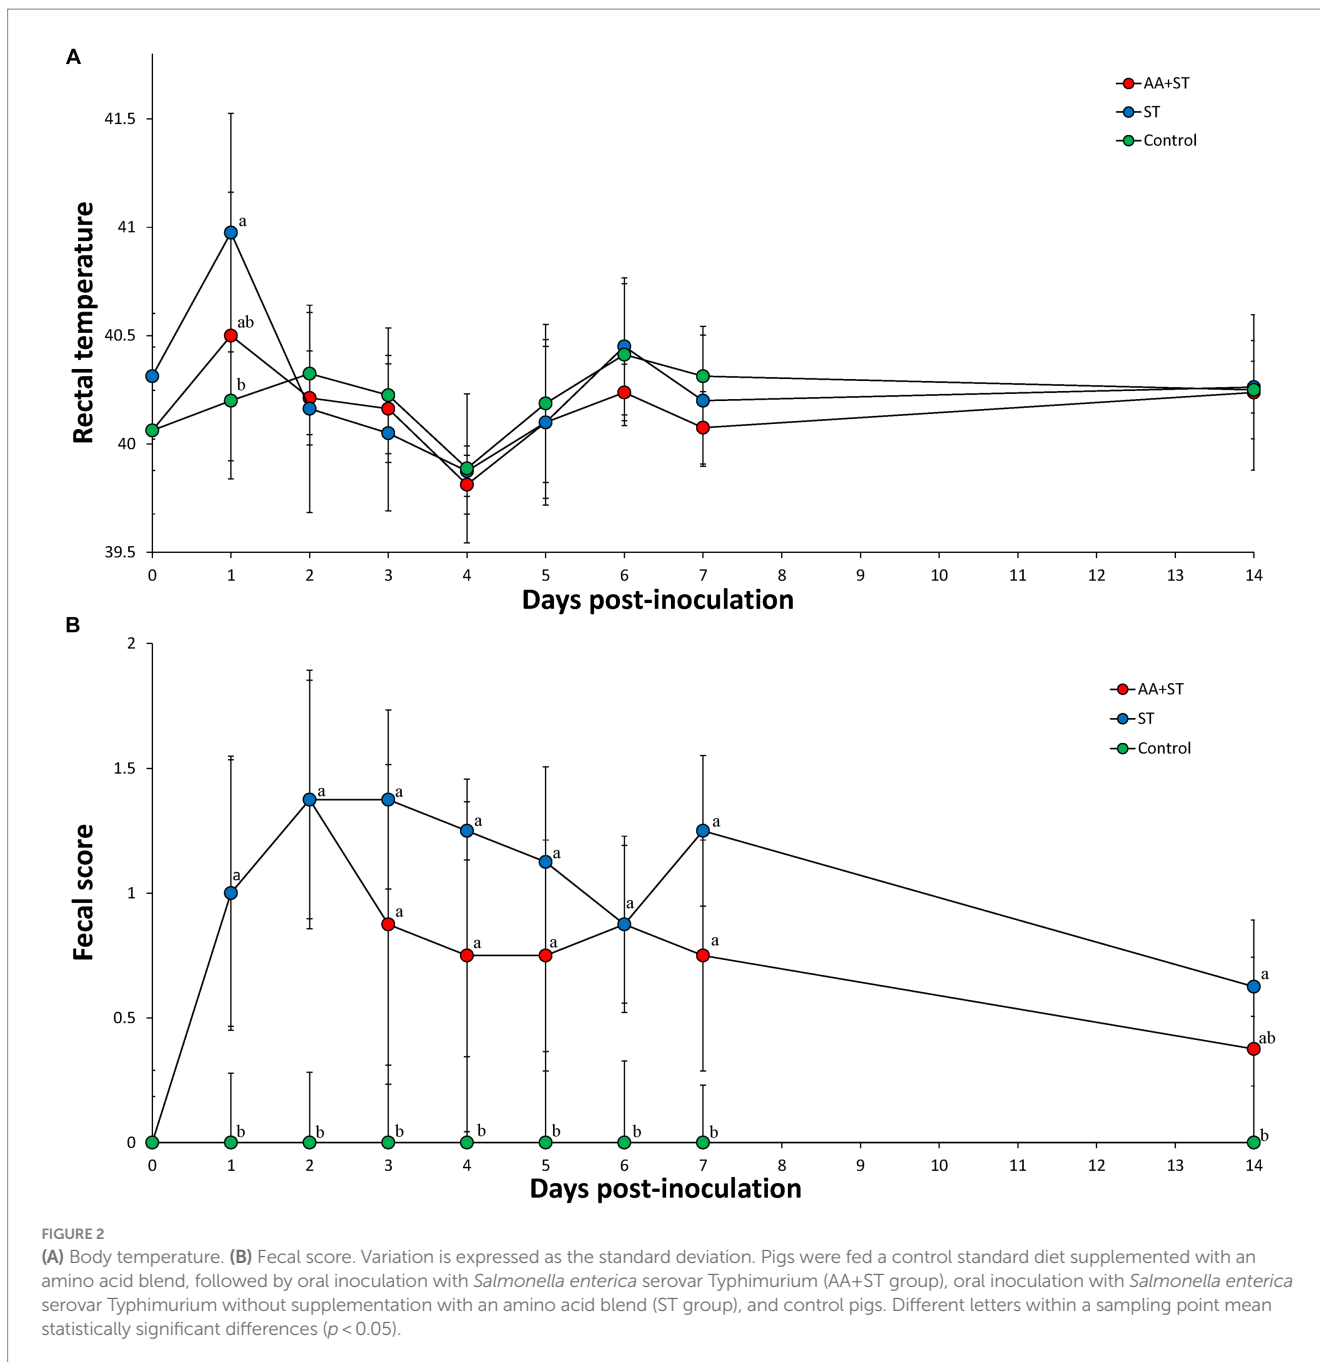 A
AA+ST
ST
Control
41.5
41
40.5
40
39.5
Rectal temperature
a
ab
b
0 1 2 3 4 5 6 7 8 9 10 11 12 13 14
Days post-inoculation
B
AA+ST
ST
Control
2
1.5
1
0.5
0
Fecal score
a a a a a a a a
a a a a ab
b b b b b b b b
0 1 2 3 4 5 6 7 8 9 10 11 12 13 14
Days post-inoculation
FIGURE 2
(A) Body temperature. (B) Fecal score. Variation is expressed as the standard deviation. Pigs were fed a control standard diet supplemented with an
amino acid blend, followed by oral inoculation with Salmonella enterica serovar Typhimurium (AA+ST group), oral inoculation with Salmonella enterica
serovar Typhimurium without supplementation with an amino acid blend (ST group), and control pigs. Different letters within a sampling point mean
statistically significant differences (p < 0.05).